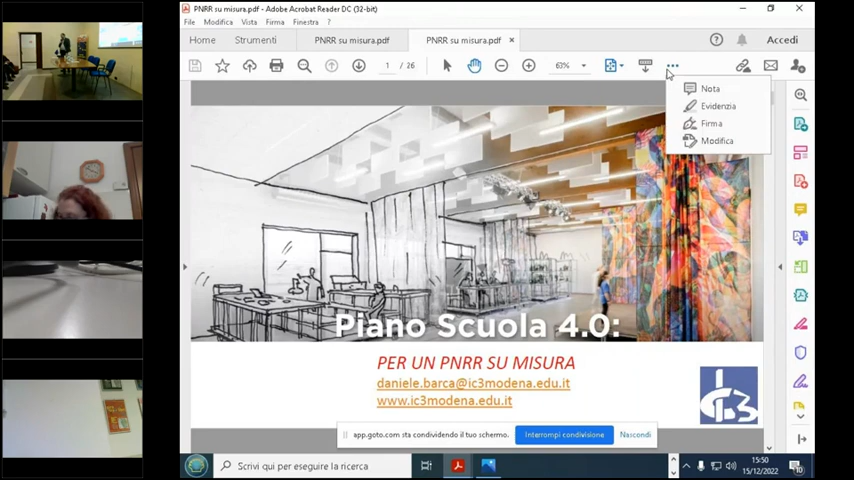 PNRR su misura.pdf - Adobe Acrobat Reader DC (32-bit)
File Modifica Vista Firma Finestra ?
Home Strumenti PNRR su misura.pdf PNRR su misura.pdf × ? Accedi
1 / 26 63%
Nota
Evidenzia
Firma
Modifica
Piano Scuola 4.0:
PER UN PNRR SU MISURA
daniele.barca@ic3modena.edu.it
www.ic3modena.edu.it
app.goto.com sta condividendo il tuo schermo. Interrompi condivisione Nascondi
Scrivi qui per eseguire la ricerca
15:50
15/12/2022